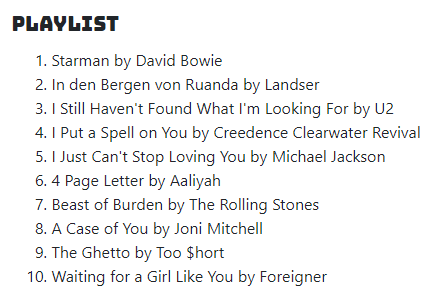 PLAYLIST
1. Starman by David Bowie
2. In den Bergen von Ruanda by Landser
3. I Still Haven't Found What I'm Looking For by U2
4. I Put a Spell on You by Creedence Clearwater Revival
5. I Just Can't Stop Loving You by Michael Jackson
6. 4 Page Letter by Aaliyah
7. Beast of Burden by The Rolling Stones
8. A Case of You by Joni Mitchell
9. The Ghetto by Too $hort
10. Waiting for a Girl Like You by Foreigner